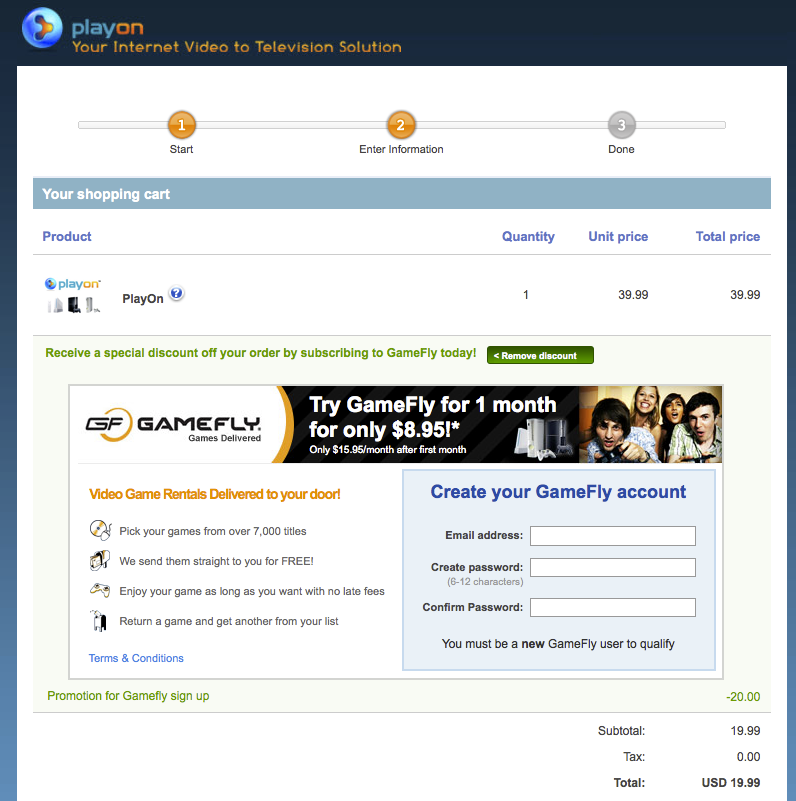 playon
Your Internet Video to Television Solution
1 2 3
Start Enter Information Done
Your shopping cart
Product Quantity Unit price Total price
playon
PlayOn ? 1 39.99 39.99
Receive a special discount off your order by subscribing to GameFly today! < Remove discount
GF GAMEFLY.
Games Delivered
Try GameFly for 1 month
for only $8.95!*
Only $15.95/month after first month
Video Game Rentals Delivered to your door!
Pick your games from over 7,000 titles
We send them straight to you for FREE!
Enjoy your game as long as you want with no late fees
Return a game and get another from your list
Terms & Conditions
Create your GameFly account
Email address:
Create password:
(6-12 characters)
Confirm Password:
You must be a new GameFly user to qualify
Promotion for Gamefly sign up -20.00
Subtotal: 19.99
Tax: 0.00
Total: USD 19.99